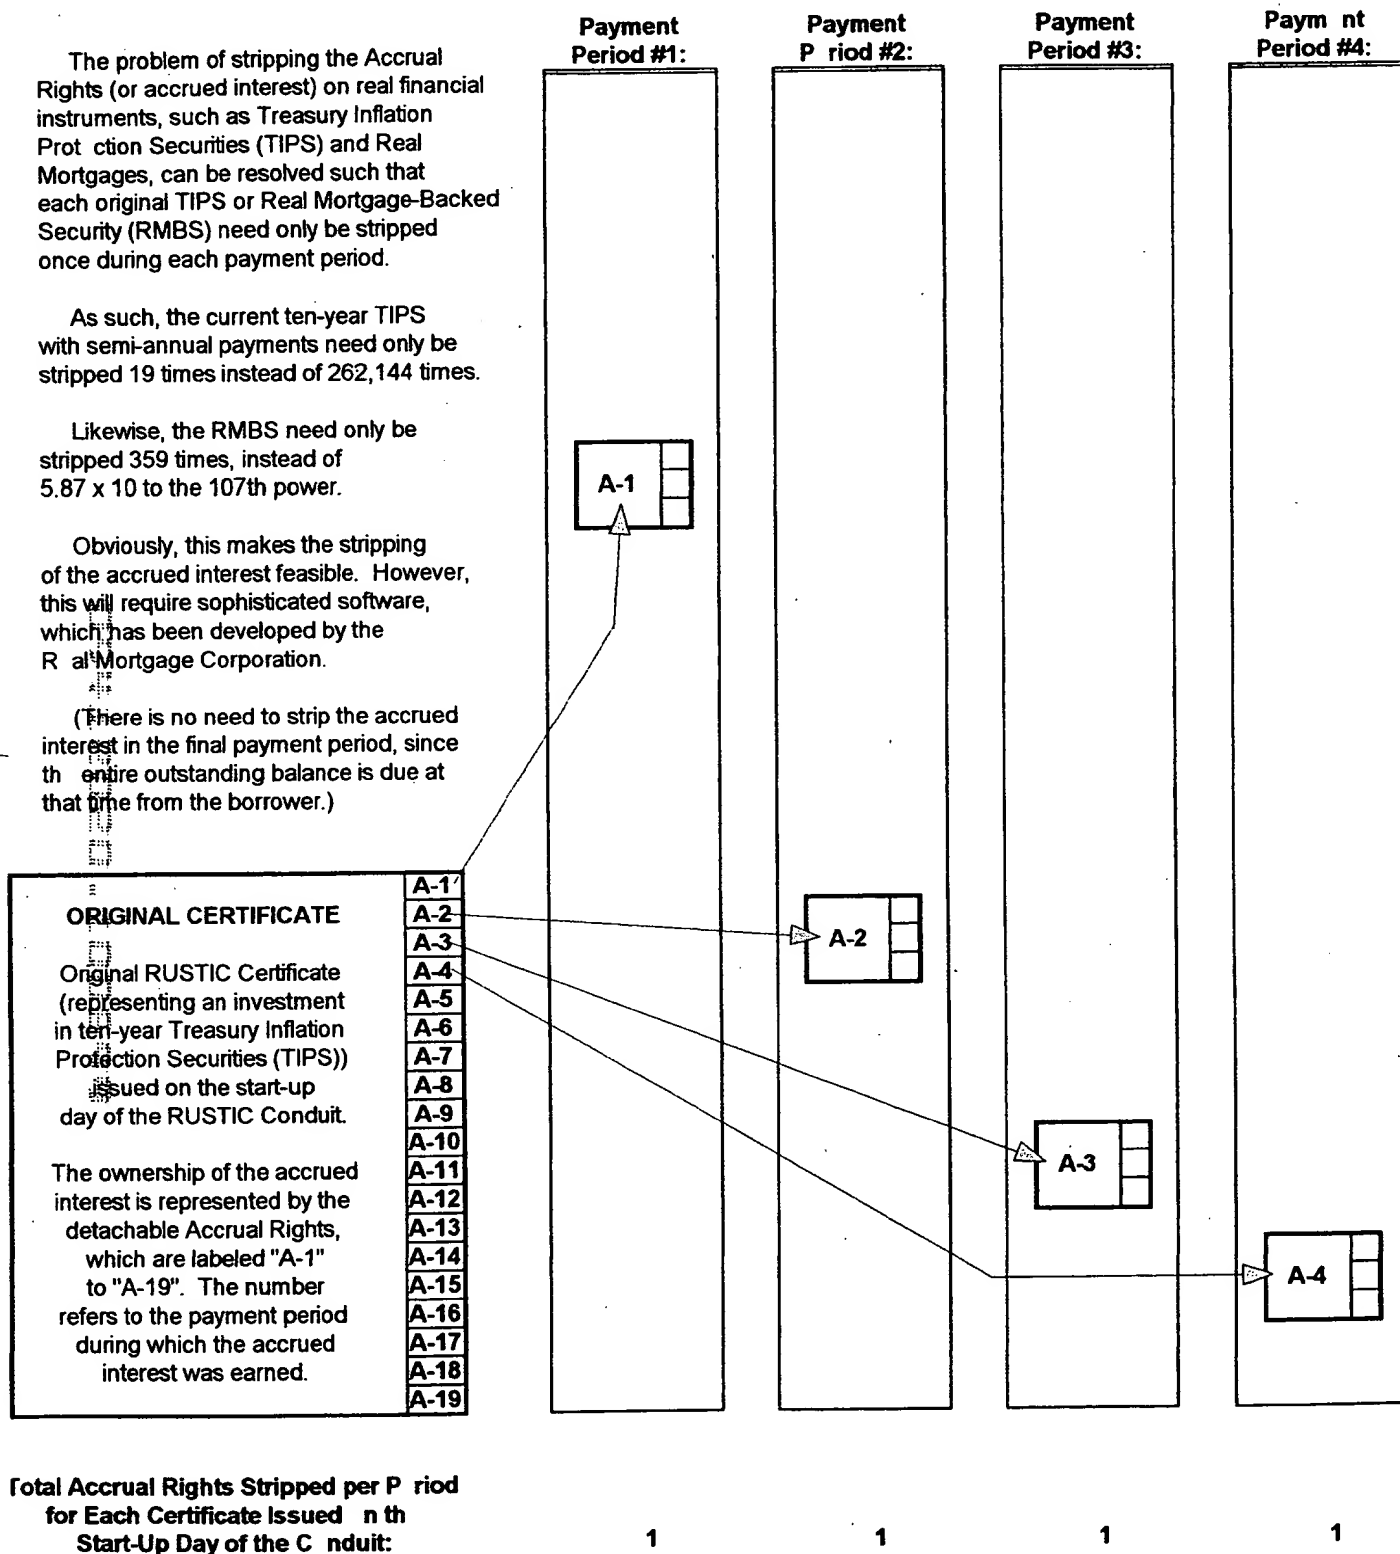 Payment
Period #1:
Payment
P riod #2:
Payment
Period #3:
Paym nt
Period #4:
The problem of stripping the Accrual
Rights (or accrued interest) on real financial
instruments, such as Treasury Inflation
Prot ction Securities (TIPS) and Real
Mortgages, can be resolved such that
each original TIPS or Real Mortgage-Backed
Security (RMBS) need only be stripped
once during each payment period.
As such, the current ten-year TIPS
with semi-annual payments need only be
stripped 19 times instead of 262,144 times.
Likewise, the RMBS need only be
stripped 359 times, instead of
5.87 x 10 to the 107th power.
Obviously, this makes the stripping
of the accrued interest feasible. However,
this will require sophisticated software,
which has been developed by the
R al Mortgage Corporation.
(There is no need to strip the accrued
interest in the final payment period, since
th entire outstanding balance is due at
that time from the borrower.)
A-1
A-2
A-3
A-4
ORIGINAL CERTIFICATE
Original RUSTIC Certificate
(representing an investment
in ten-year Treasury Inflation
Protection Securities (TIPS))
issued on the start-up
day of the RUSTIC Conduit.
The ownership of the accrued
interest is represented by the
detachable Accrual Rights,
which are labeled "A-1"
to "A-19". The number
refers to the payment period
during which the accrued
interest was earned.
A-1
A-2
A-3
A-4
A-5
A-6
A-7
A-8
A-9
A-10
A-11
A-12
A-13
A-14
A-15
A-16
A-17
A-18
A-19
Total Accrual Rights Stripped per P riod
for Each Certificate Issued n th
Start-Up Day of the C nduit:
1
1
1
1